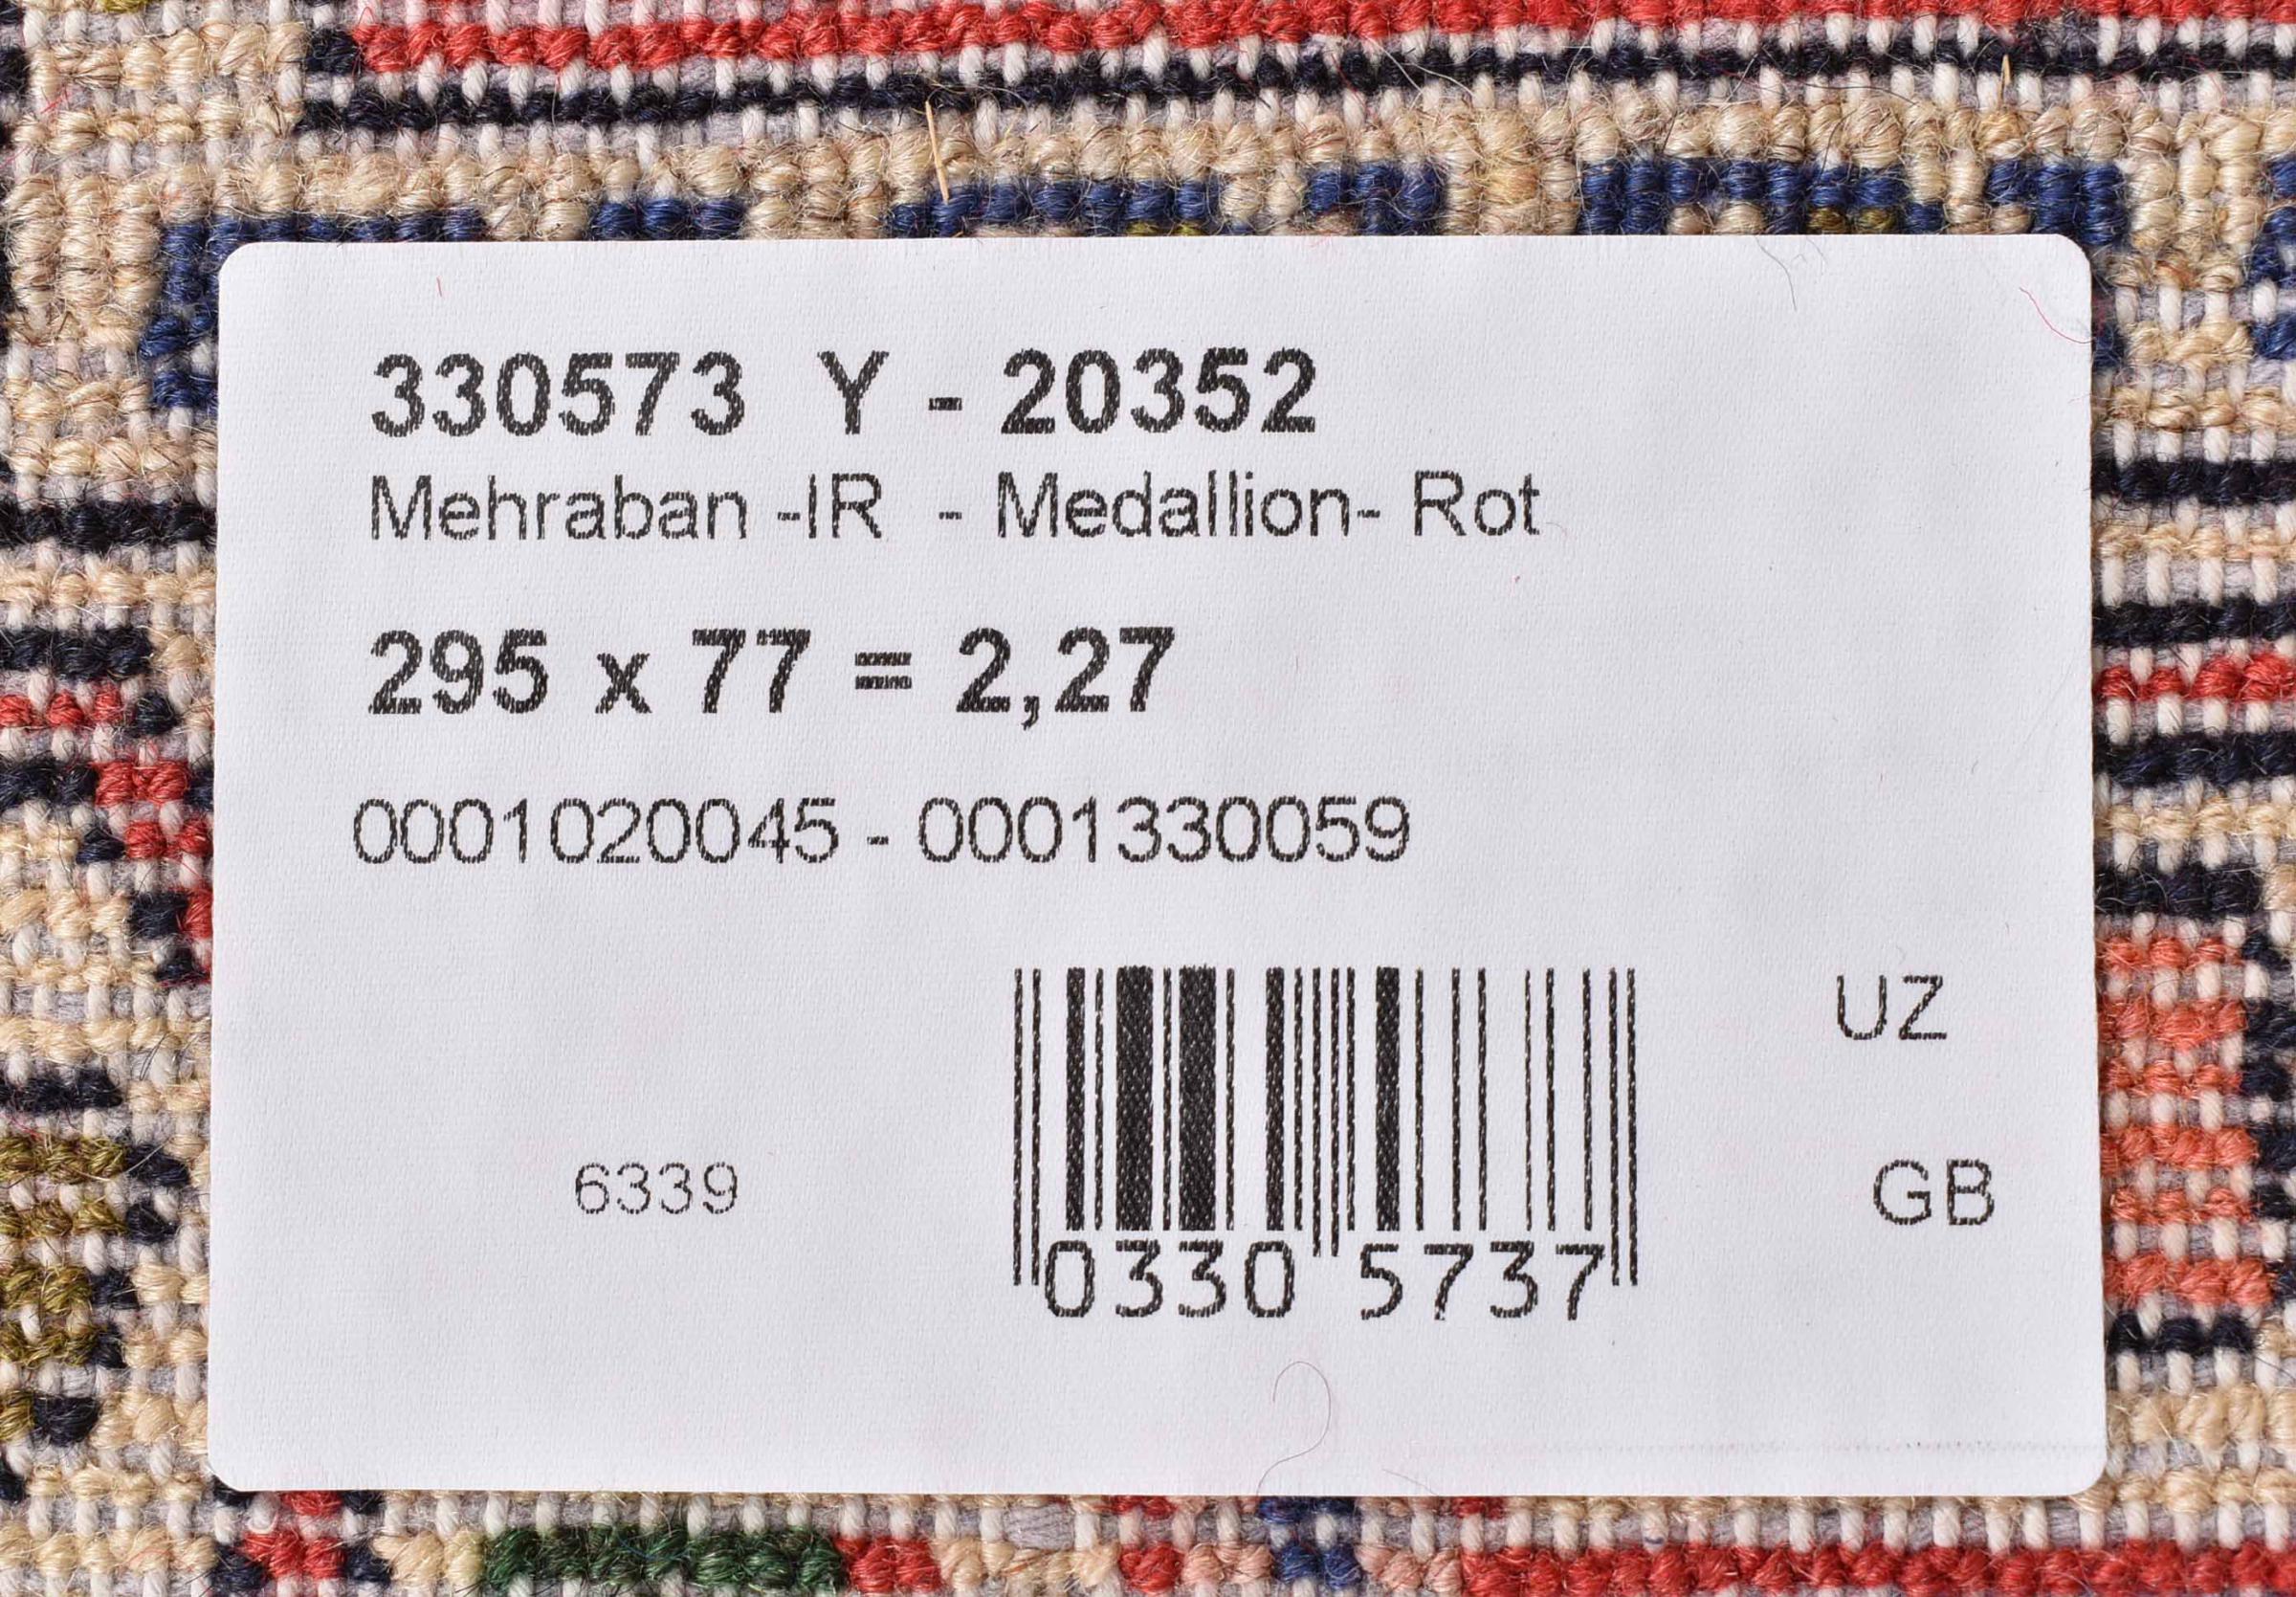 330573 Y - 20352
Mehraban -IR - Medallion- Rot
295 x 77 = 2,27
0001020045 - 0001330059
UZ
6339
GB
0330 5737